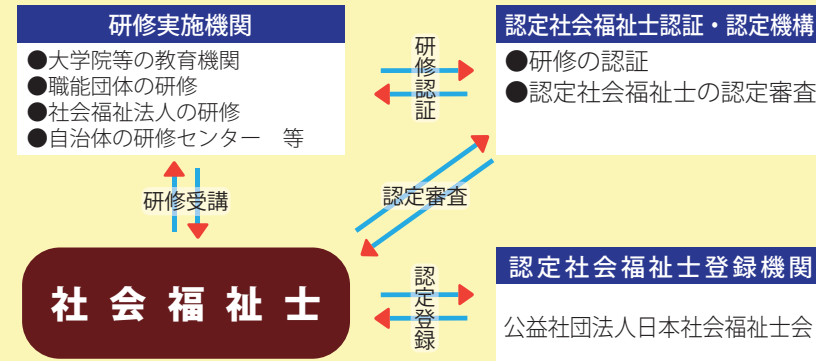 研修実施機関
●大学院等の教育機関
●職能団体の研修
●社会福祉法人の研修
●自治体の研修センター　等
研修認証
認定社会福祉士認証・認定機構
●研修の認証
●認定社会福祉士の認定審査
研修受講
認定審査
社会福祉士
認定登録
認定社会福祉士登録機関
公益社団法人日本社会福祉士会